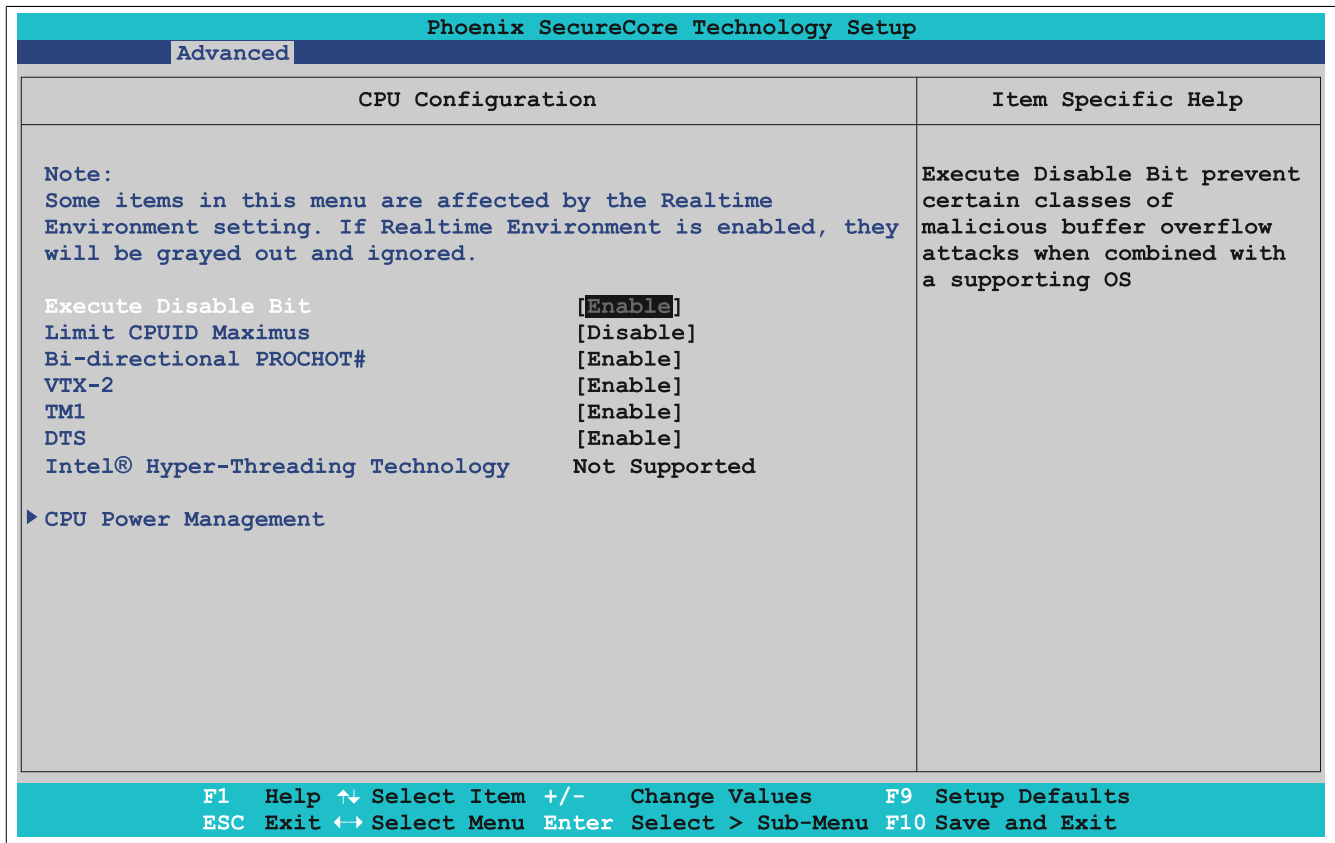 Phoenix SecureCore Technology Setup
Advanced
CPU Configuration
Item Specific Help
Note:
Some items in this menu are affected by the Realtime
Environment setting. If Realtime Environment is enabled, they
will be grayed out and ignored.
Execute Disable Bit [Enable]
Limit CPUID Maximus [Disable]
Bi-directional PROCHOT# [Enable]
VTX-2 [Enable]
TM1 [Enable]
DTS [Enable]
Intel® Hyper-Threading Technology Not Supported
CPU Power Management
Execute Disable Bit prevent
certain classes of
malicious buffer overflow
attacks when combined with
a supporting OS
F1 Help ↑↓ Select Item +/- Change Values F9 Setup Defaults
ESC Exit ↔ Select Menu Enter Select > Sub-Menu F10 Save and Exit